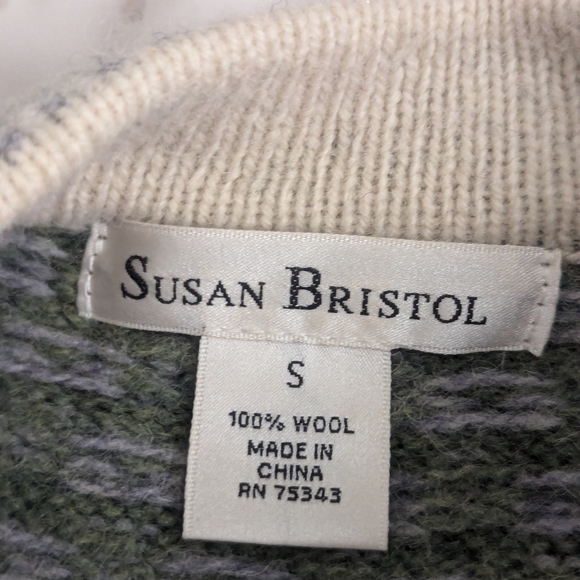 SUSAN BRISTOL
S
100% WOOL
MADE IN
CHINA
RN 75343